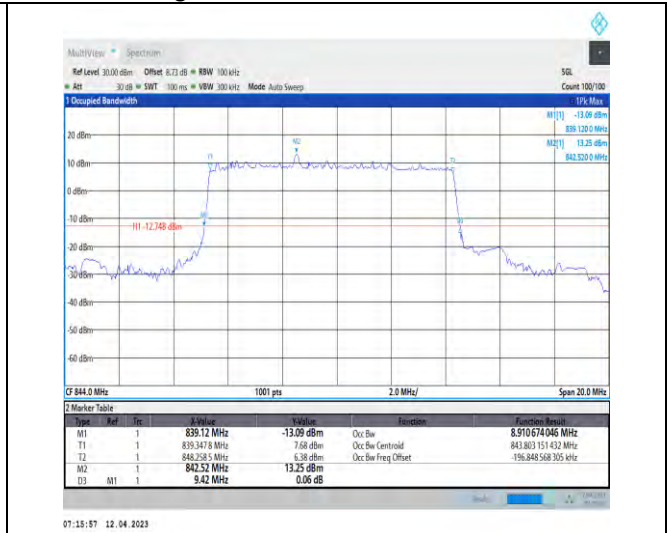 MultiView Spectrum
Ref Level 30.00 dBm Offset 8.73 dB RBW 100 kHz SGL
Att 30 dB SWT 100 ms VBW 300 kHz Mode Auto Sweep Count 100/100
1 Occupied Bandwidth 1Pk Max
M1[1] -13.09 dBm
839.120 0 MHz
M2[1] 13.25 dBm
842.520 0 MHz
20 dBm
M2
T1 T2
10 dBm
0 dBm
-10 dBm
H1 -12.748 dBm
-20 dBm
-30 dBm
-40 dBm
-50 dBm
-60 dBm
CF 844.0 MHz 1001 pts 2.0 MHz/ Span 20.0 MHz
2 Marker Table
Type Ref Trc X-Value Y-Value Function Function Result
M1 1 839.12 MHz -13.09 dBm Occ Bw 8.910 674 046 MHz
T1 1 839.347 8 MHz 7.68 dBm Occ Bw Centroid 843.803 151 432 MHz
T2 1 848.258 5 MHz 6.38 dBm Occ Bw Freq Offset -196.848 568 305 kHz
M2 1 842.52 MHz 13.25 dBm
D3 M1 1 9.42 MHz 0.06 dB
07:15:57 12.04.2023